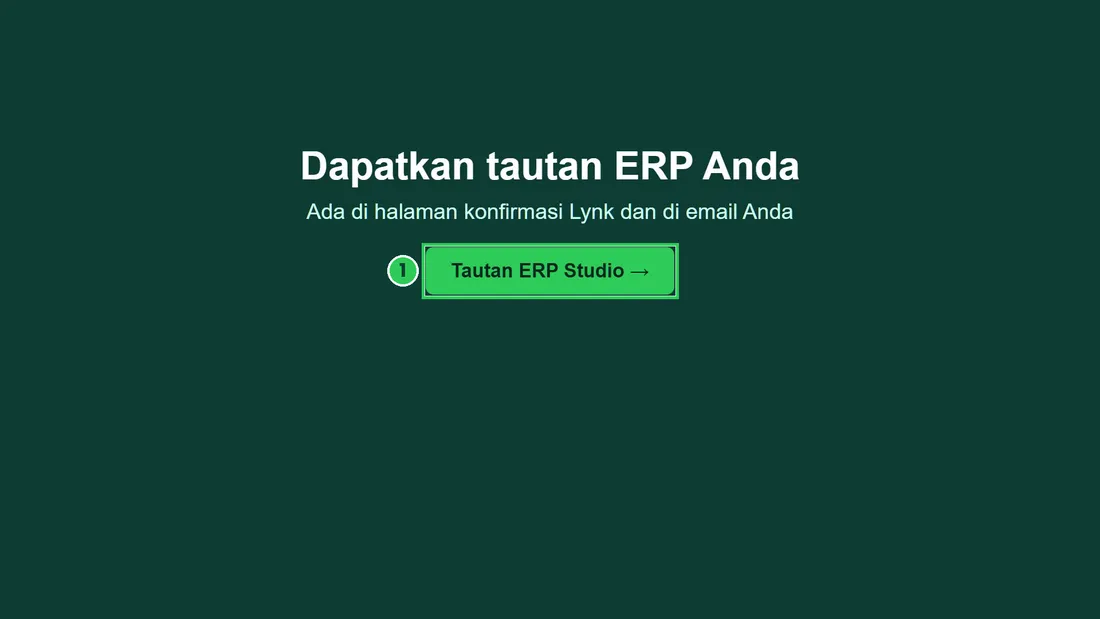 Dapatkan tautan ERP Anda
Ada di halaman konfirmasi Lynk dan di email Anda
1
Tautan ERP Studio →